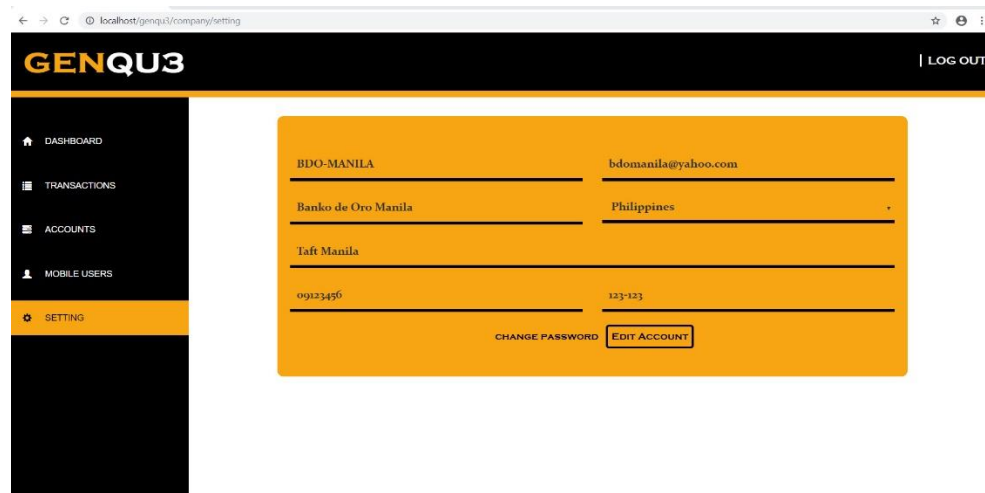 localhost/genqu3/company/setting
GENQU3
| LOG OUT
DASHBOARD
TRANSACTIONS
ACCOUNTS
MOBILE USERS
SETTING
BDO-MANILA bdomanila@yahoo.com
Banko de Oro Manila Philippines
Taft Manila
09123456 123-123
CHANGE PASSWORD EDIT ACCOUNT